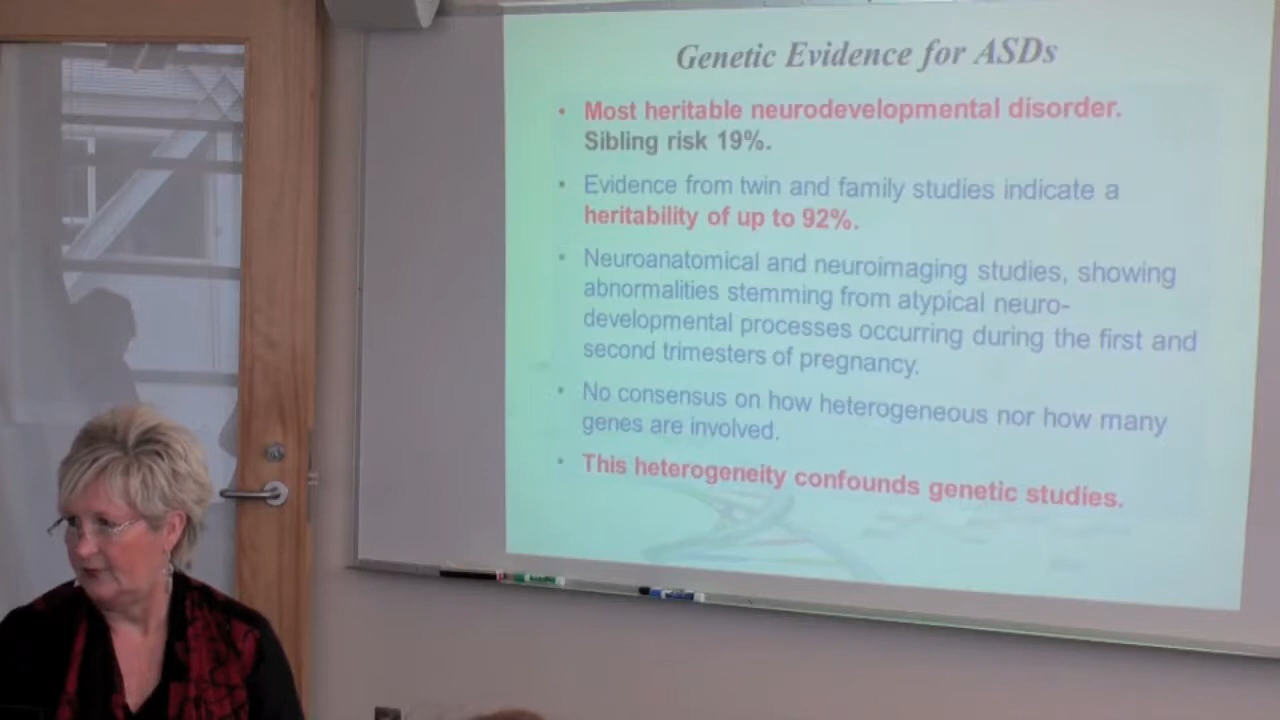 Genetic Evidence for ASDs
• Most heritable neurodevelopmental disorder.
Sibling risk 19%.
• Evidence from twin and family studies indicate a
heritability of up to 92%.
• Neuroanatomical and neuroimaging studies, showing
abnormalities stemming from atypical neuro-
developmental processes occurring during the first and
second trimesters of pregnancy.
• No consensus on how heterogeneous nor how many
genes are involved.
• This heterogeneity confounds genetic studies.